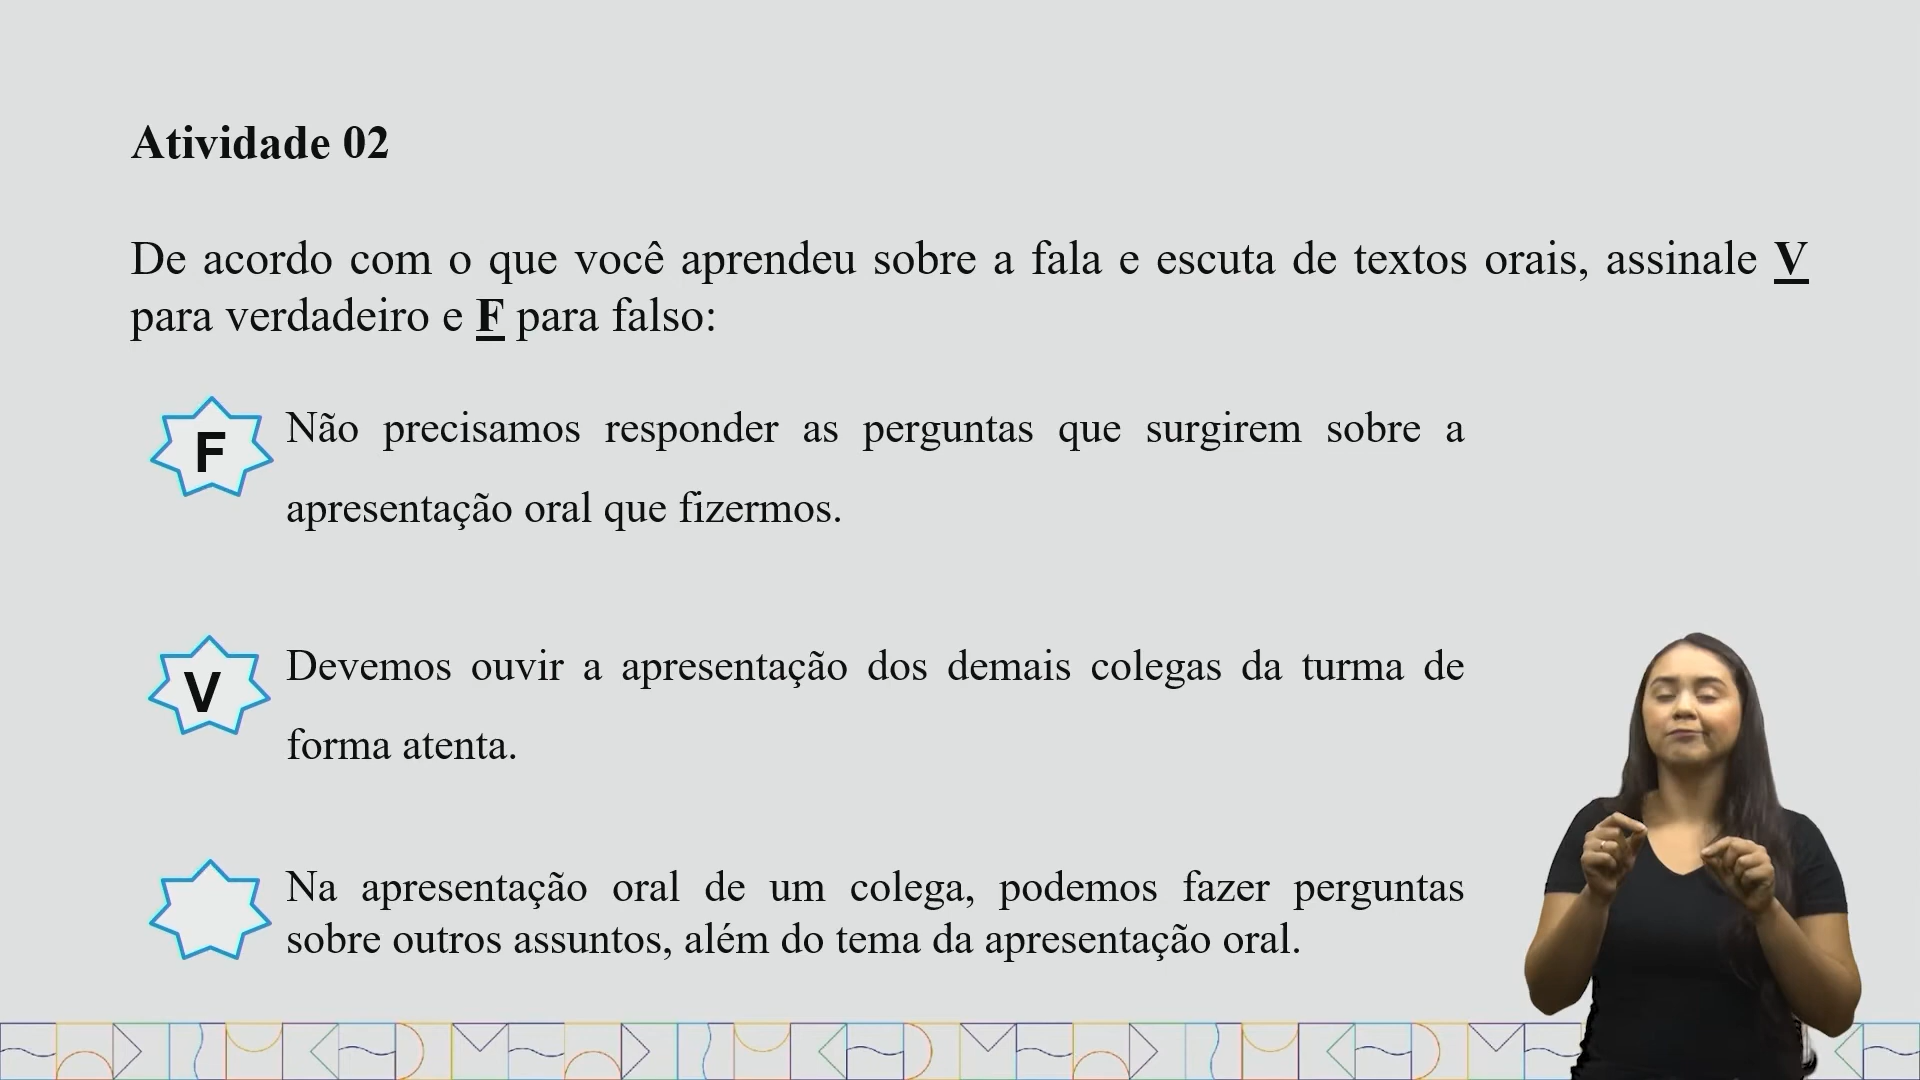 Atividade 02
De acordo com o que você aprendeu sobre a fala e escuta de textos orais, assinale V
para verdadeiro e F para falso:
F Não precisamos responder as perguntas que surgirem sobre a
apresentação oral que fizermos.
V Devemos ouvir a apresentação dos demais colegas da turma de
forma atenta.
Na apresentação oral de um colega, podemos fazer perguntas
sobre outros assuntos, além do tema da apresentação oral.